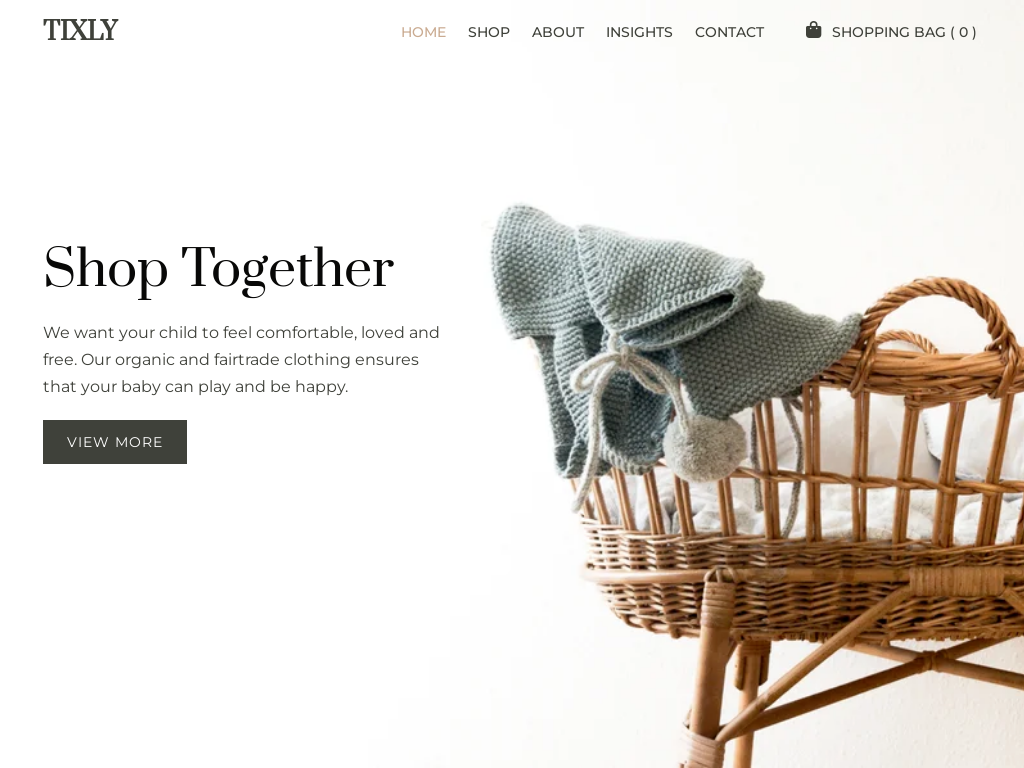 TIXLY
HOME SHOP ABOUT INSIGHTS CONTACT SHOPPING BAG ( 0 )
Shop Together
We want your child to feel comfortable, loved and
free. Our organic and fairtrade clothing ensures
that your baby can play and be happy.
VIEW MORE